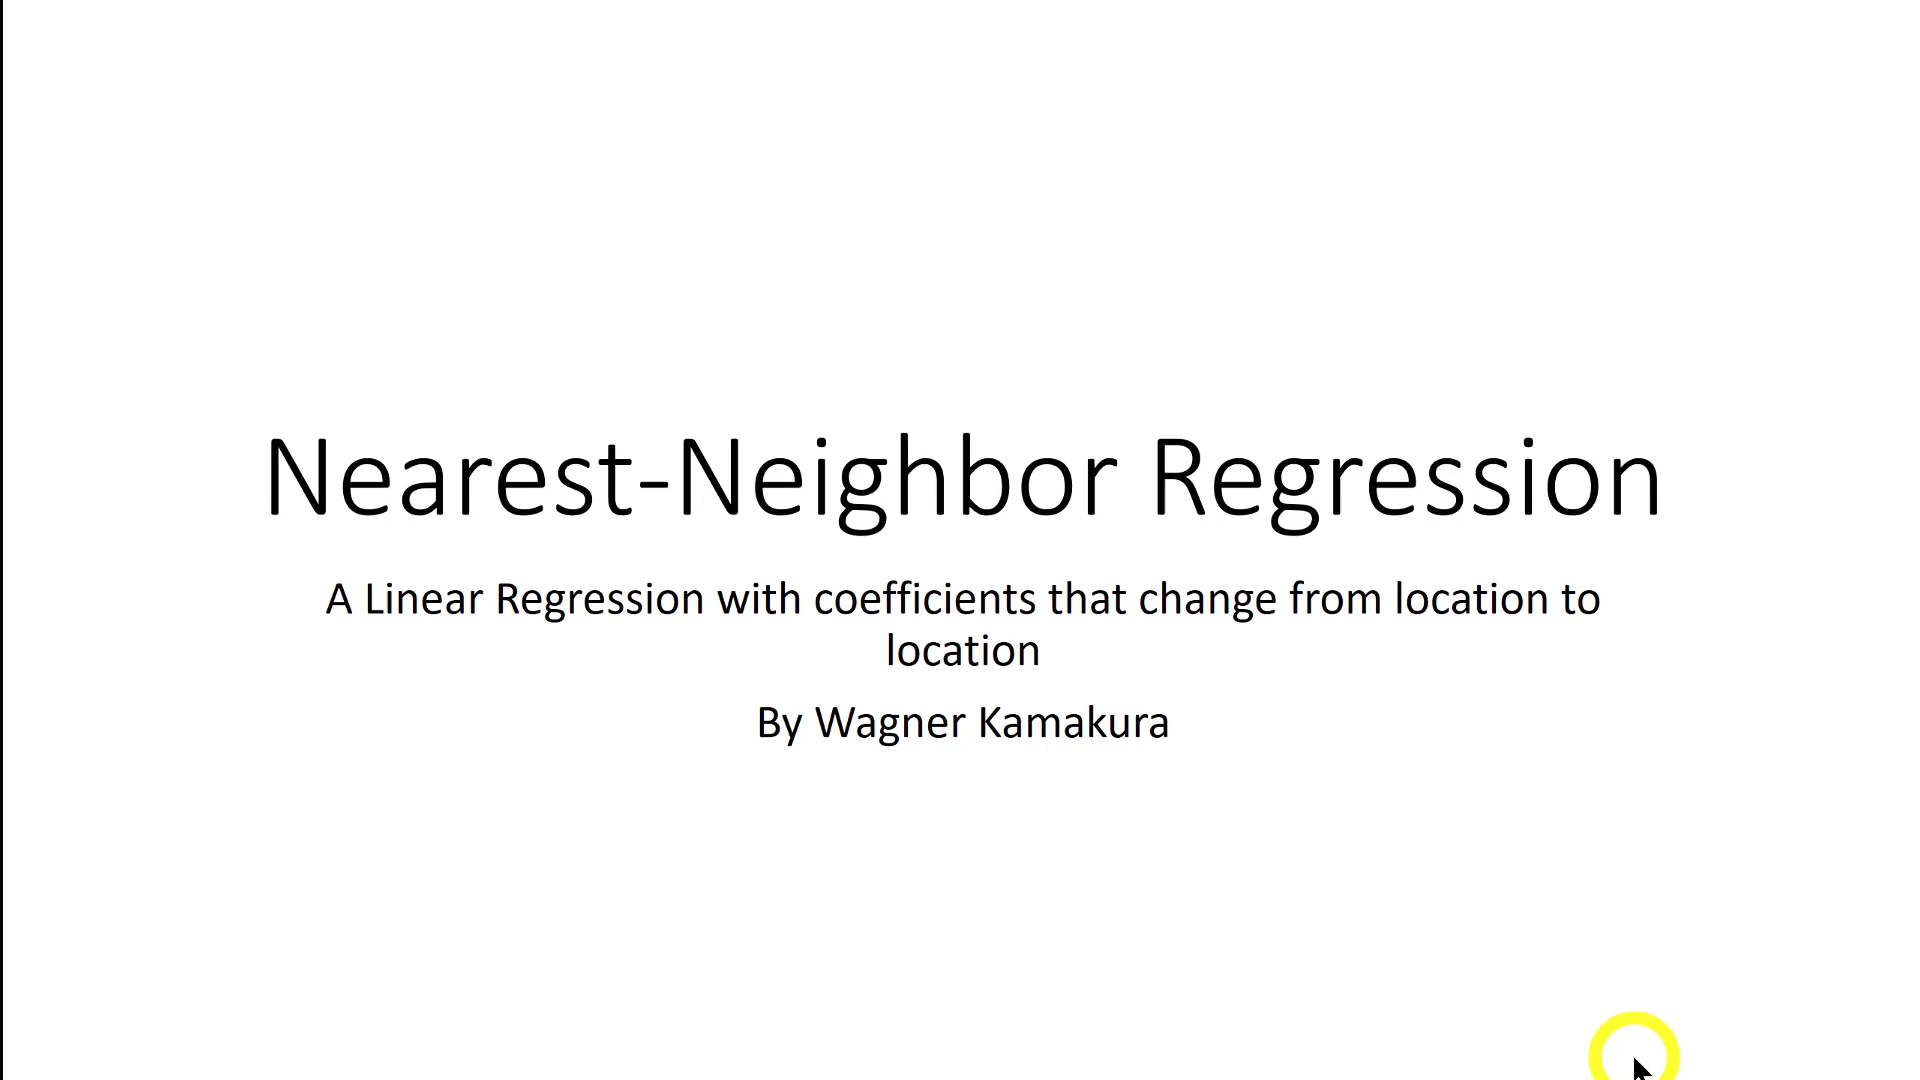 Nearest-Neighbor Regression
A Linear Regression with coefficients that change from location to
location
By Wagner Kamakura